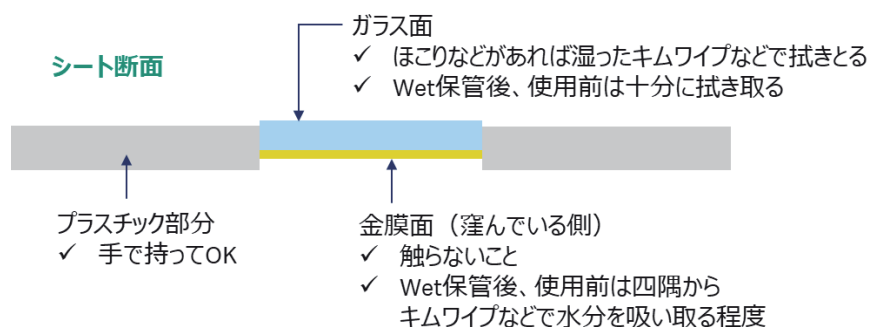 シート断面
ガラス面
✓ ほこりなどがあれば湿ったキムワイプなどで拭きとる
✓ Wet保管後、使用前は十分に拭き取る
プラスチック部分
✓ 手で持ってOK
金膜面（窪んでいる側）
✓ 触らないこと
✓ Wet保管後、使用前は四隅から
キムワイプなどで水分を吸い取る程度